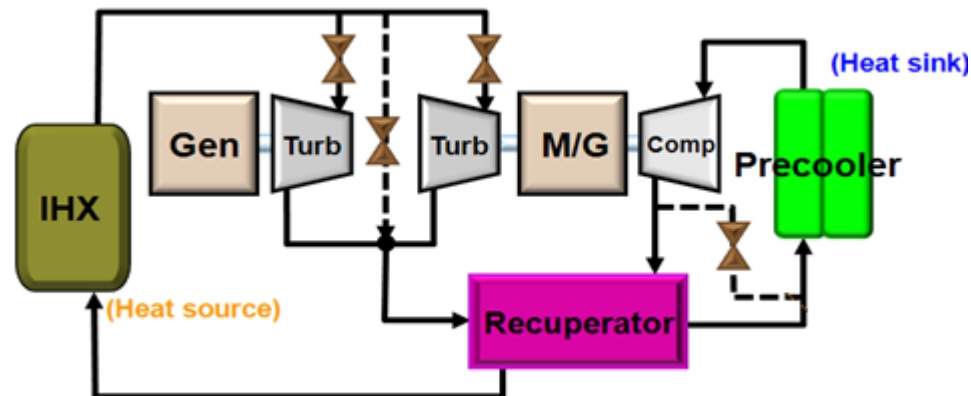 (Heat sink)
Gen
Turb
Turb
M/G
Comp
Precooler
IHX
(Heat source)
Recuperator